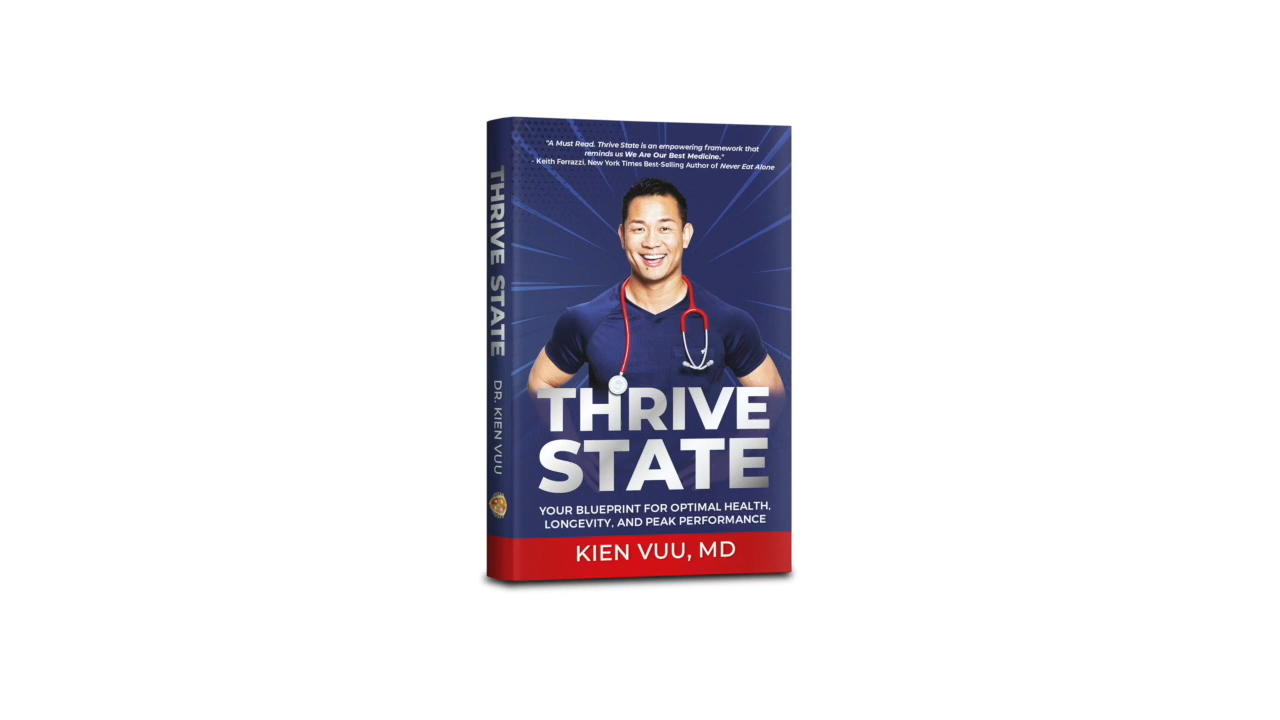 "A Must Read. Thrive State is an empowering framework that
reminds us We Are Our Best Medicine."
- Keith Ferrazzi, New York Times Best-Selling Author of Never Eat Alone
THRIVE
STATE
YOUR BLUEPRINT FOR OPTIMAL HEALTH,
LONGEVITY, AND PEAK PERFORMANCE
KIEN VUU, MD
THRIVE STATE
DR. KIEN VUU